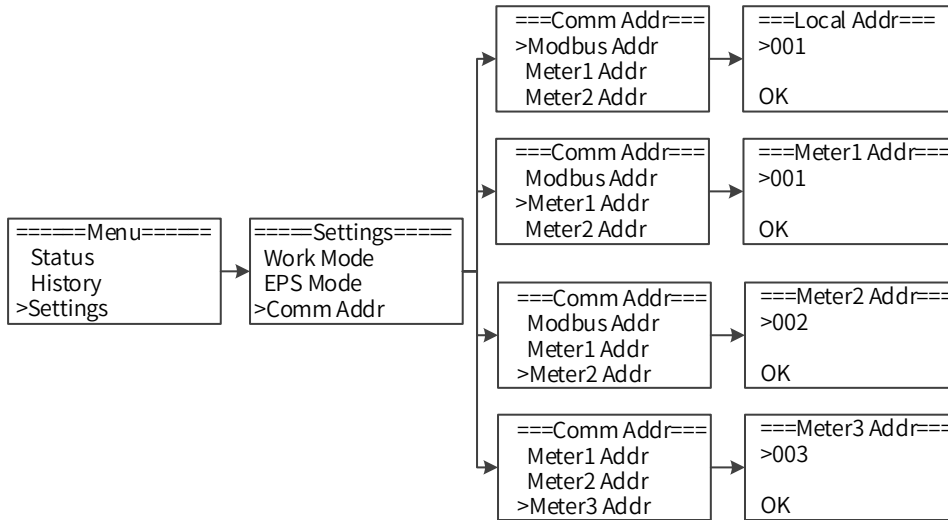 ======Menu======
Status
History
>Settings
=====Settings=====
Work Mode
EPS Mode
>Comm Addr
===Comm Addr===
>Modbus Addr
Meter1 Addr
Meter2 Addr
===Local Addr===
>001
OK
===Comm Addr===
Modbus Addr
>Meter1 Addr
Meter2 Addr
===Meter1 Addr===
>001
OK
===Comm Addr===
Modbus Addr
Meter1 Addr
>Meter2 Addr
===Meter2 Addr===
>002
OK
===Comm Addr===
Meter1 Addr
Meter2 Addr
>Meter3 Addr
===Meter3 Addr===
>003
OK